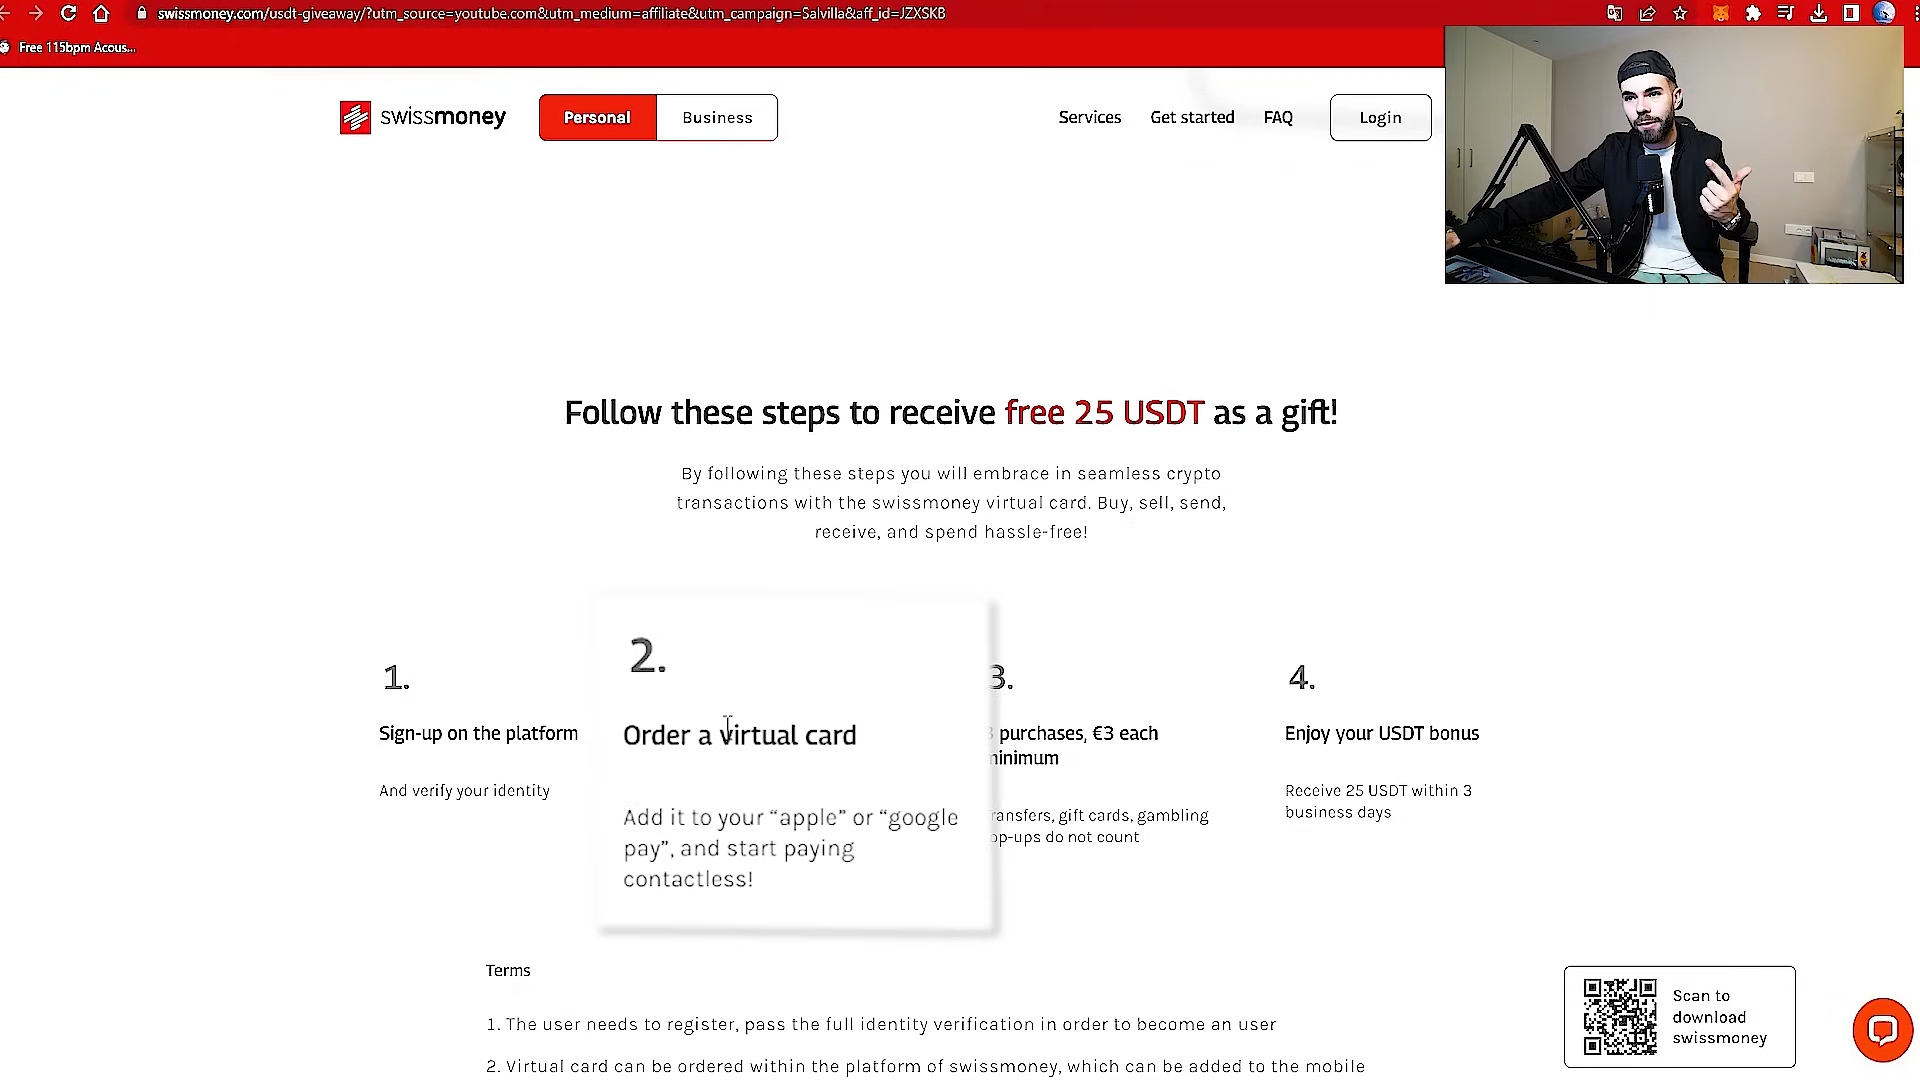 swissmoney.com/usdt-giveaway/?utm_source=youtube.com&utm_medium=affiliate&utm_campaign=Salvilla&aff_id=JZXSKB
Free 115bpm Acous...
swissmoney
Personal
Business
Services
Get started
FAQ
Login
Follow these steps to receive free 25 USDT as a gift!
By following these steps you will embrace in seamless crypto
transactions with the swissmoney virtual card. Buy, sell, send,
receive, and spend hassle-free!
1.
Sign-up on the platform
And verify your identity
2.
Order a virtual card
Add it to your “apple” or “google
pay”, and start paying
contactless!
3.
3 purchases, €3 each
minimum
gift cards, gambling
do not count
4.
Enjoy your USDT bonus
Receive 25 USDT within 3
business days
Terms
1. The user needs to register, pass the full identity verification in order to become an user
2. Virtual card can be ordered within the platform of swissmoney, which can be added to the mobile
Scan to
download
swissmoney